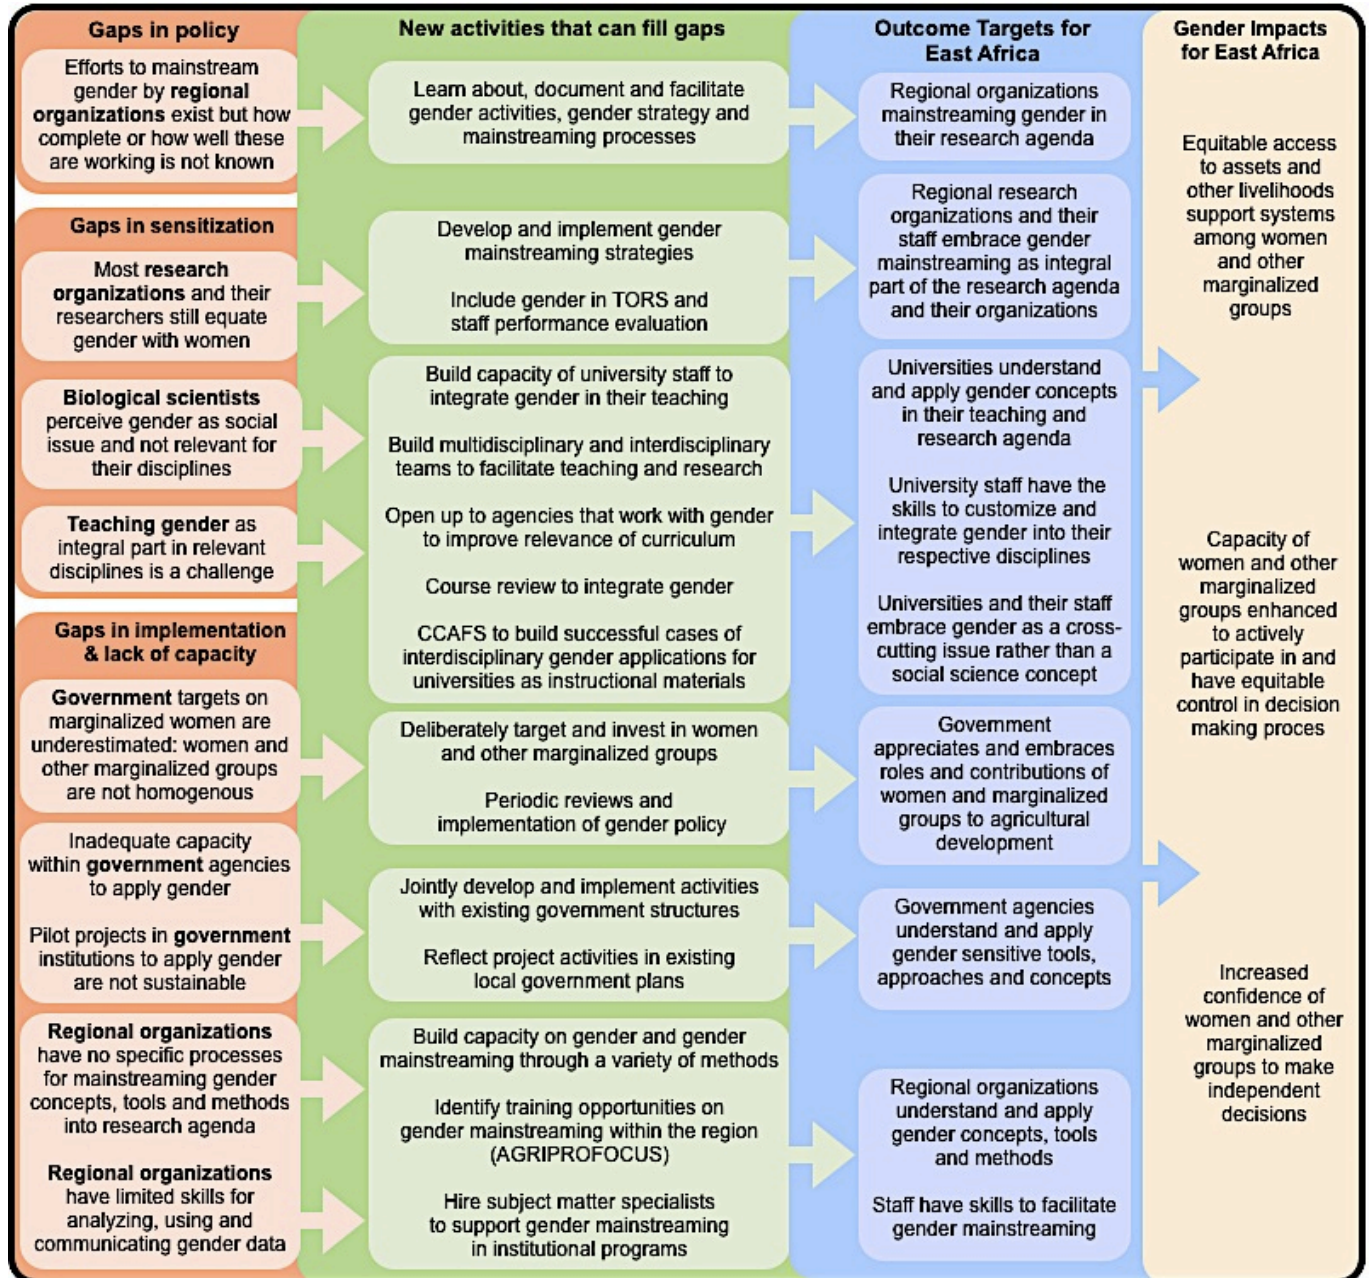 Gaps in policy
Efforts to mainstream
gender by regional
organizations exist but how
complete or how well these
are working is not known
Gaps in sensitization
Most research
organizations and their
researchers still equate
gender with women
Biological scientists
perceive gender as social
issue and not relevant for
their disciplines
Teaching gender as
integral part in relevant
disciplines is a challenge
Gaps in implementation
& lack of capacity
Government targets on
marginalized women are
underestimated: women and
other marginalized groups
are not homogenous
Inadequate capacity
within government agencies
to apply gender
Pilot projects in government
institutions to apply gender
are not sustainable
Regional organizations
have no specific processes
for mainstreaming gender
concepts, tools and methods
into research agenda
Regional organizations
have limited skills for
analyzing, using and
communicating gender data
New activities that can fill gaps
Learn about, document and facilitate
gender activities, gender strategy and
mainstreaming processes
Develop and implement gender
mainstreaming strategies
Include gender in TORS and
staff performance evaluation
Build capacity of university staff to
integrate gender in their teaching
Build multidisciplinary and interdisciplinary
teams to facilitate teaching and research
Open up to agencies that work with gender
to improve relevance of curriculum
Course review to integrate gender
CCAFS to build successful cases of
interdisciplinary gender applications for
universities as instructional materials
Deliberately target and invest in women
and other marginalized groups
Periodic reviews and
implementation of gender policy
Jointly develop and implement activities
with existing government structures
Reflect project activities in existing
local government plans
Build capacity on gender and gender
mainstreaming through a variety of methods
Identify training opportunities on
gender mainstreaming within the region
(AGRIPROFOCUS)
Hire subject matter specialists
to support gender mainstreaming
in institutional programs
Outcome Targets for
East Africa
Regional organizations
mainstreaming gender in
their research agenda
Regional research
organizations and their
staff embrace gender
mainstreaming as integral
part of the research agenda
and their organizations
Universities understand
and apply gender concepts
in their teaching and
research agenda
University staff have the
skills to customize and
integrate gender into their
respective disciplines
Universities and their staff
embrace gender as a cross-
cutting issue rather than a
social science concept
Government
appreciates and embraces
roles and contributions of
women and marginalized
groups to agricultural
development
Government agencies
understand and apply
gender sensitive tools,
approaches and concepts
Regional organizations
understand and apply
gender concepts, tools
and methods
Staff have skills to facilitate
gender mainstreaming
Gender Impacts
for East Africa
Equitable access
to assets and
other livelihoods
support systems
among women
and other
marginalized
groups
Capacity of
women and other
marginalized
groups enhanced
to actively
participate in and
have equitable
control in decision
making proces
Increased
confidence of
women and other
marginalized
groups to make
independent
decisions